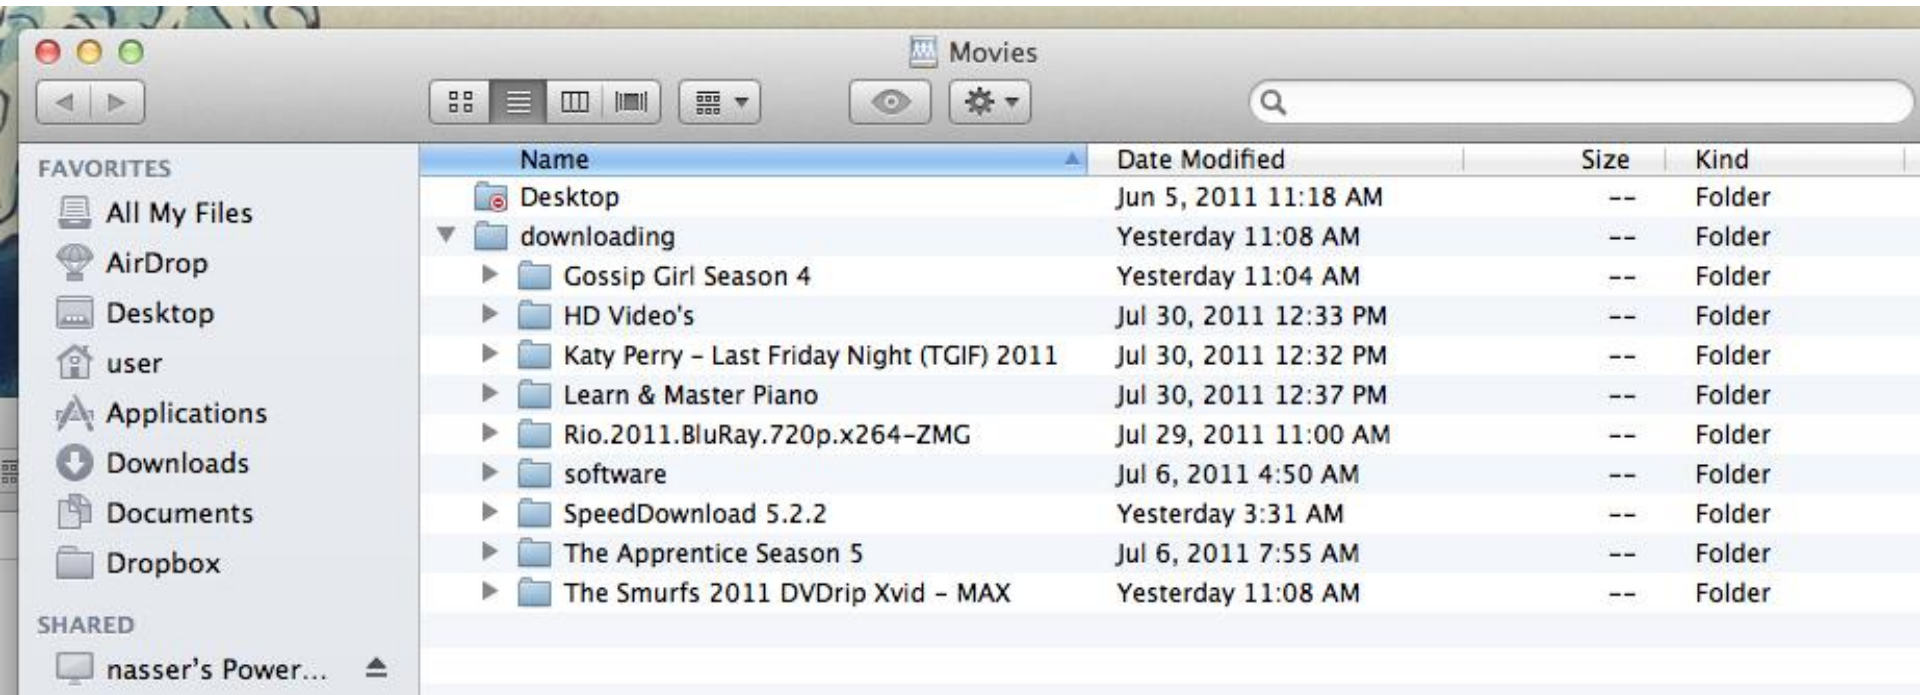 Movies
FAVORITES
All My Files
AirDrop
Desktop
user
Applications
Downloads
Documents
Dropbox
SHARED
nasser's Power...
Name Date Modified Size Kind
Desktop Jun 5, 2011 11:18 AM -- Folder
downloading Yesterday 11:08 AM -- Folder
Gossip Girl Season 4 Yesterday 11:04 AM -- Folder
HD Video's Jul 30, 2011 12:33 PM -- Folder
Katy Perry – Last Friday Night (TGIF) 2011 Jul 30, 2011 12:32 PM -- Folder
Learn & Master Piano Jul 30, 2011 12:37 PM -- Folder
Rio.2011.BluRay.720p.x264-ZMG Jul 29, 2011 11:00 AM -- Folder
software Jul 6, 2011 4:50 AM -- Folder
SpeedDownload 5.2.2 Yesterday 3:31 AM -- Folder
The Apprentice Season 5 Jul 6, 2011 7:55 AM -- Folder
The Smurfs 2011 DVDrip Xvid – MAX Yesterday 11:08 AM -- Folder